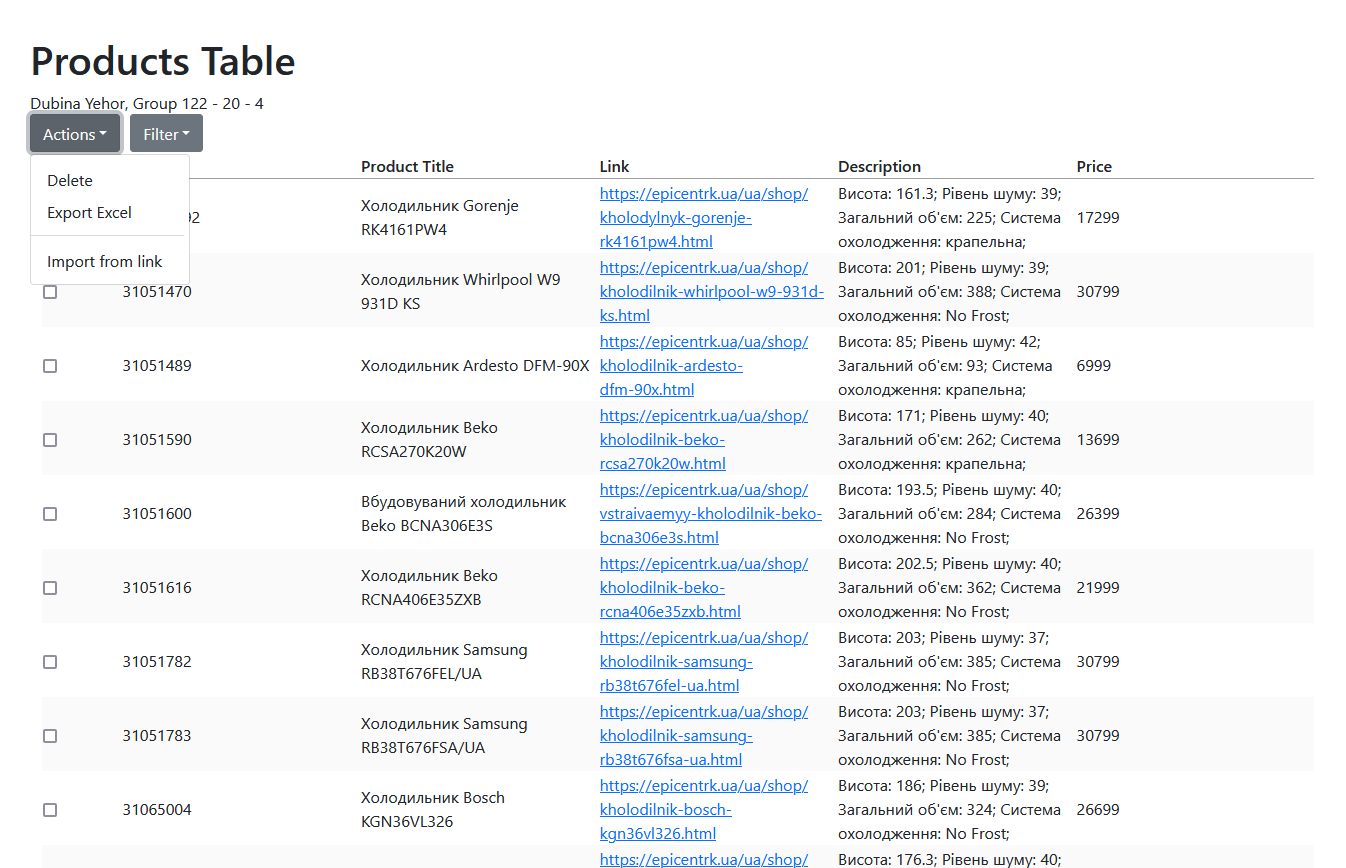 Products Table
Dubina Yehor, Group 122 - 20 - 4
Actions Filter
Delete
Export Excel
Import from link
Product Title Link Description Price
92
Холодильник Gorenje
RK4161PW4
https://epicentrk.ua/ua/shop/
kholodylnyk-gorenje-
rk4161pw4.html
Висота: 161.3; Рівень шуму: 39;
Загальний об'єм: 225; Система
охолодження: крапельна;
17299
31051470
Холодильник Whirlpool W9
931D KS
https://epicentrk.ua/ua/shop/
kholodilnik-whirlpool-w9-931d-
ks.html
Висота: 201; Рівень шуму: 39;
Загальний об'єм: 388; Система
охолодження: No Frost;
30799
31051489
Холодильник Ardesto DFM-90X
https://epicentrk.ua/ua/shop/
kholodilnik-ardesto-
dfm-90x.html
Висота: 85; Рівень шуму: 42;
Загальний об'єм: 93; Система
охолодження: крапельна;
6999
31051590
Холодильник Beko
RCSA270K20W
https://epicentrk.ua/ua/shop/
kholodilnik-beko-
rcsa270k20w.html
Висота: 171; Рівень шуму: 40;
Загальний об'єм: 262; Система
охолодження: крапельна;
13699
31051600
Вбудовуваний холодильник
Beko BCNA306E3S
https://epicentrk.ua/ua/shop/
vstraivaemyy-kholodilnik-beko-
bcna306e3s.html
Висота: 193.5; Рівень шуму: 40;
Загальний об'єм: 284; Система
охолодження: No Frost;
26399
31051616
Холодильник Beko
RCNA406E35ZXB
https://epicentrk.ua/ua/shop/
kholodilnik-beko-
rcna406e35zxb.html
Висота: 202.5; Рівень шуму: 40;
Загальний об'єм: 362; Система
охолодження: No Frost;
21999
31051782
Холодильник Samsung
RB38T676FEL/UA
https://epicentrk.ua/ua/shop/
kholodilnik-samsung-
rb38t676fel-ua.html
Висота: 203; Рівень шуму: 37;
Загальний об'єм: 385; Система
охолодження: No Frost;
30799
31051783
Холодильник Samsung
RB38T676FSA/UA
https://epicentrk.ua/ua/shop/
kholodilnik-samsung-
rb38t676fsa-ua.html
Висота: 203; Рівень шуму: 37;
Загальний об'єм: 385; Система
охолодження: No Frost;
30799
31065004
Холодильник Bosch
KGN36VL326
https://epicentrk.ua/ua/shop/
kholodilnik-bosch-
kgn36vl326.html
Висота: 186; Рівень шуму: 39;
Загальний об'єм: 324; Система
охолодження: No Frost;
26699
https://epicentrk.ua/ua/shop/
Висота: 176.3; Рівень шуму: 40;